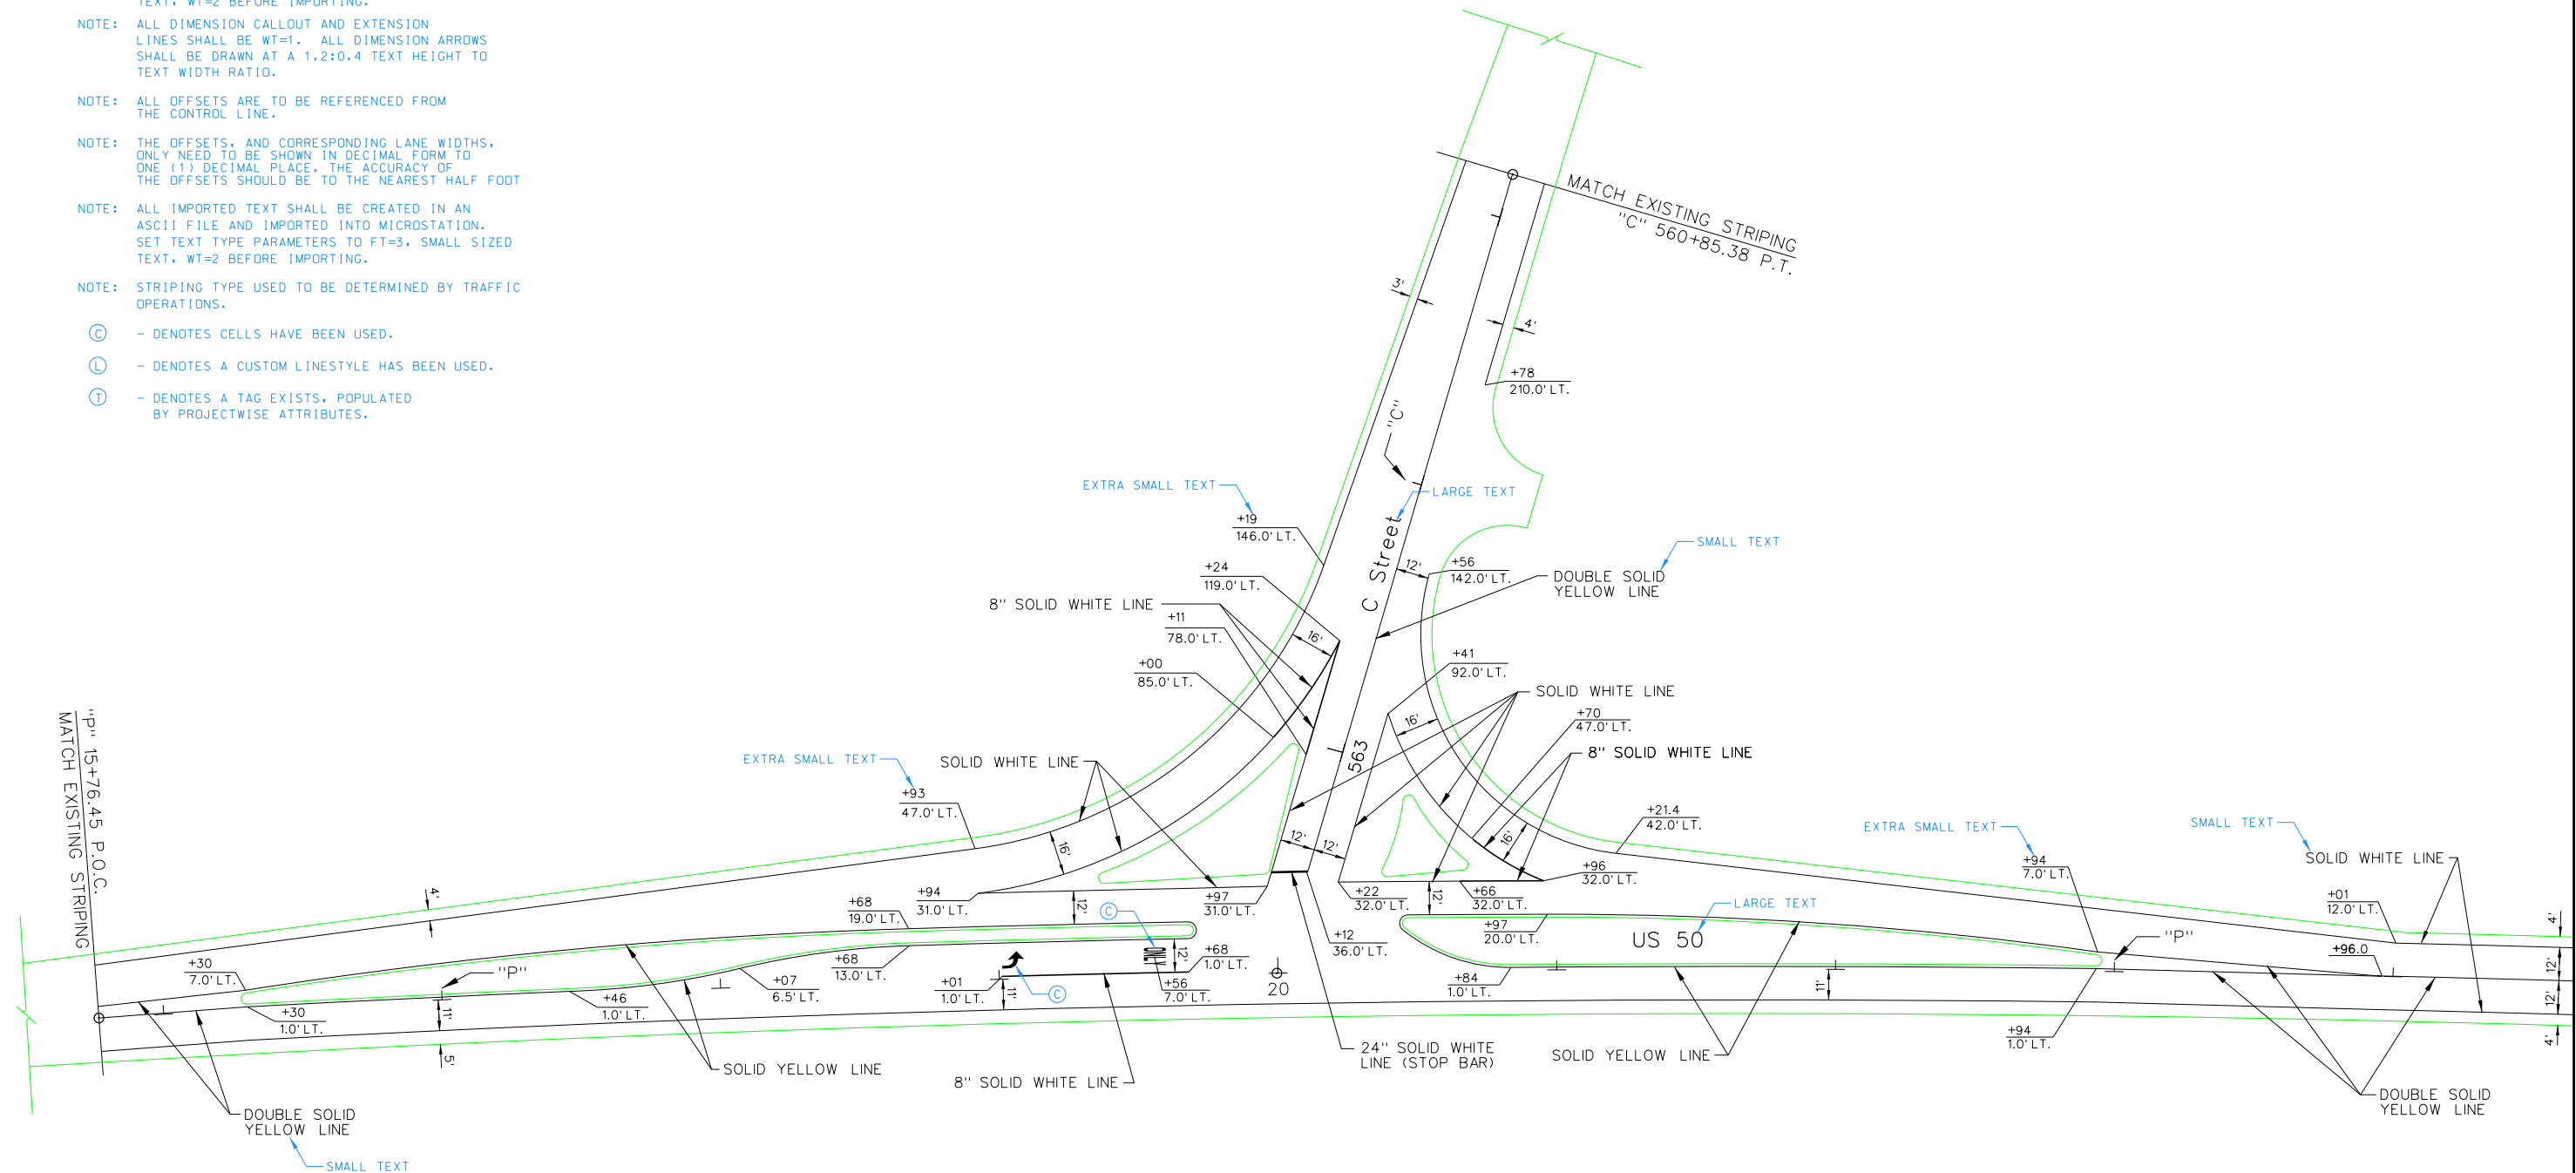 TEXT, WT=2 BEFORE IMPORTING.
NOTE: ALL DIMENSION CALLOUT AND EXTENSION
LINES SHALL BE WT=1. ALL DIMENSION ARROWS
SHALL BE DRAWN AT A 1.2:0.4 TEXT HEIGHT TO
TEXT WIDTH RATIO.
NOTE: ALL OFFSETS ARE TO BE REFERENCED FROM
THE CONTROL LINE.
NOTE: THE OFFSETS, AND CORRESPONDING LANE WIDTHS,
ONLY NEED TO BE SHOWN IN DECIMAL FORM TO
ONE (1) DECIMAL PLACE. THE ACCURACY OF
THE OFFSETS SHOULD BE TO THE NEAREST HALF FOOT
NOTE: ALL IMPORTED TEXT SHALL BE CREATED IN AN
ASCII FILE AND IMPORTED INTO MICROSTATION.
SET TEXT TYPE PARAMETERS TO FT=3, SMALL SIZED
TEXT, WT=2 BEFORE IMPORTING.
NOTE: STRIPING TYPE USED TO BE DETERMINED BY TRAFFIC
OPERATIONS.
C - DENOTES CELLS HAVE BEEN USED.
L - DENOTES A CUSTOM LINESTYLE HAS BEEN USED.
T - DENOTES A TAG EXISTS, POPULATED
BY PROJECTWISE ATTRIBUTES.
MATCH EXISTING STRIPING
"C" 560+85.38 P.T.
3'
4'
+78
210.0' LT.
"C"
EXTRA SMALL TEXT
LARGE TEXT
+19
146.0' LT.
C Street
SMALL TEXT
+24
119.0' LT.
12'
+56
142.0' LT.
DOUBLE SOLID
YELLOW LINE
8" SOLID WHITE LINE
+11
78.0' LT.
16'
+00
85.0' LT.
+41
92.0' LT.
SOLID WHITE LINE
16'
+70
47.0' LT.
8" SOLID WHITE LINE
563
"P" 15+76.45 P.O.C.
MATCH EXISTING STRIPING
EXTRA SMALL TEXT
SOLID WHITE LINE
+93
47.0' LT.
16'
12'
12'
16'
+21.4
42.0' LT.
EXTRA SMALL TEXT
SMALL TEXT
SOLID WHITE LINE
+94
7.0' LT.
+96
32.0' LT.
4'
+94
31.0' LT.
12'
+97
31.0' LT.
+22
32.0' LT.
12'
+66
32.0' LT.
+01
12.0' LT.
4'
+68
19.0' LT.
C
LARGE TEXT
+97
20.0' LT.
US 50
"P"
+12
36.0' LT.
+96.0
12'
+30
7.0' LT.
"P"
+68
13.0' LT.
12'
+68
1.0' LT.
+07
6.5' LT.
+01
1.0' LT.
11'
C
+56
7.0' LT.
20
+84
1.0' LT.
11'
12'
+30
1.0' LT.
11'
+46
1.0' LT.
+94
1.0' LT.
4'
5'
SOLID YELLOW LINE
8" SOLID WHITE LINE
24" SOLID WHITE
LINE (STOP BAR)
SOLID YELLOW LINE
DOUBLE SOLID
YELLOW LINE
DOUBLE SOLID
YELLOW LINE
SMALL TEXT